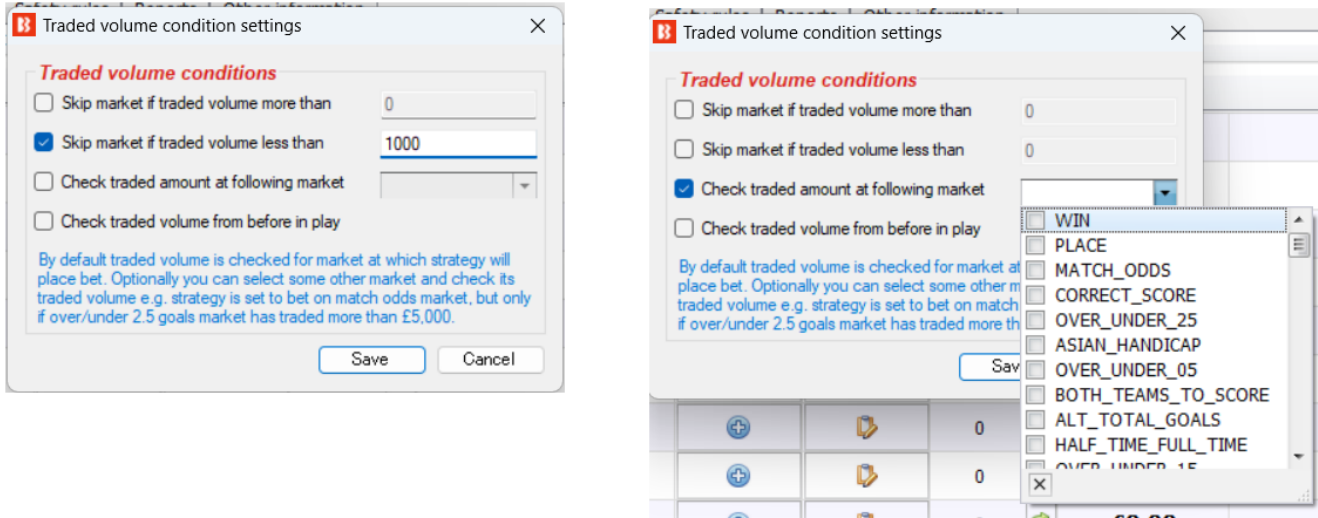 Safety rules | Reports | Other information
Traded volume condition settings
Traded volume conditions
Skip market if traded volume more than
0
Skip market if traded volume less than
1000
Check traded amount at following market
Check traded volume from before in play
By default traded volume is checked for market at which strategy will
place bet. Optionally you can select some other market and check its
traded volume e.g. strategy is set to bet on match odds market, but only
if over/under 2.5 goals market has traded more than £5,000.
Save
Cancel
Traded volume condition settings
Traded volume conditions
Skip market if traded volume more than
0
Skip market if traded volume less than
0
Check traded amount at following market
Check traded volume from before in play
By default traded volume is checked for market at
place bet. Optionally you can select some other m
traded volume e.g. strategy is set to bet on match
if over/under 2.5 goals market has traded more th
Sav
WIN
PLACE
MATCH_ODDS
CORRECT_SCORE
OVER_UNDER_25
ASIAN_HANDICAP
OVER_UNDER_05
BOTH_TEAMS_TO_SCORE
ALT_TOTAL_GOALS
HALF_TIME_FULL_TIME
OVER_UNDER_15
0
0